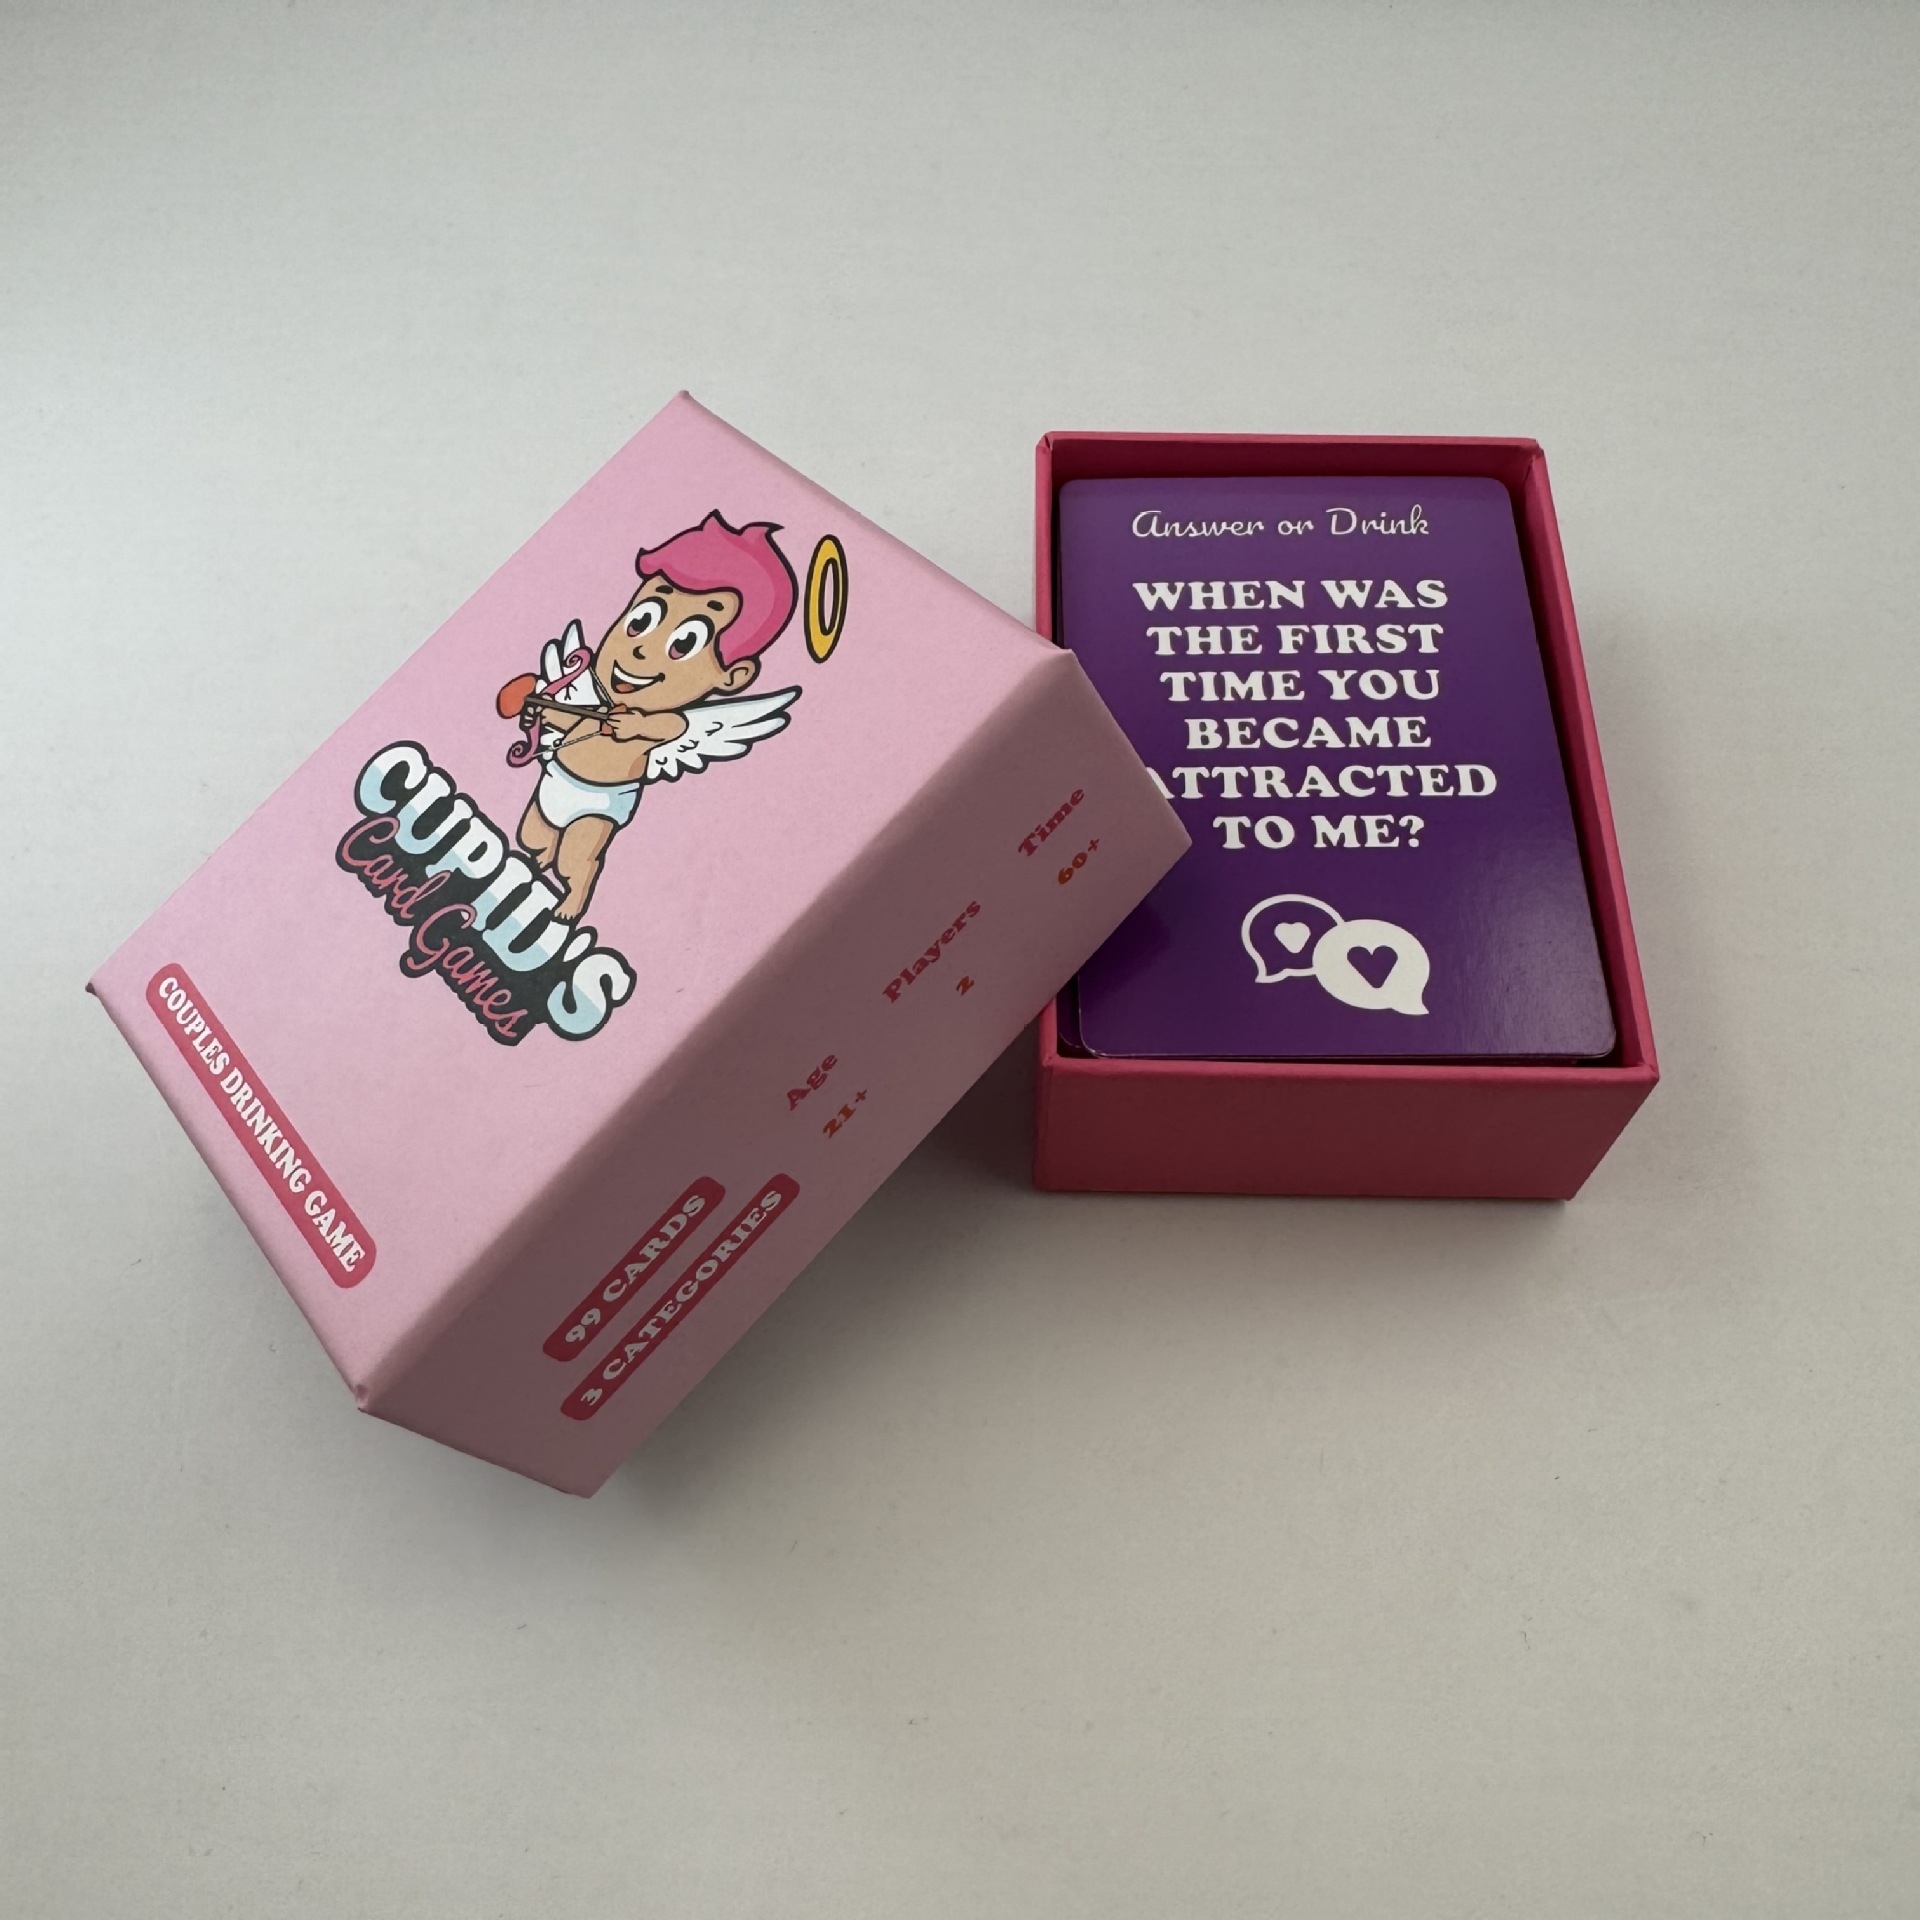 CUPID'S
Card Games
COUPLES DRINKING GAME
Age
21+
Players
2
Time
60+
99 CARDS
3 CATEGORIES
Answer or Drink
WHEN WAS
THE FIRST
TIME YOU
BECAME
ATTRACTED
TO ME?